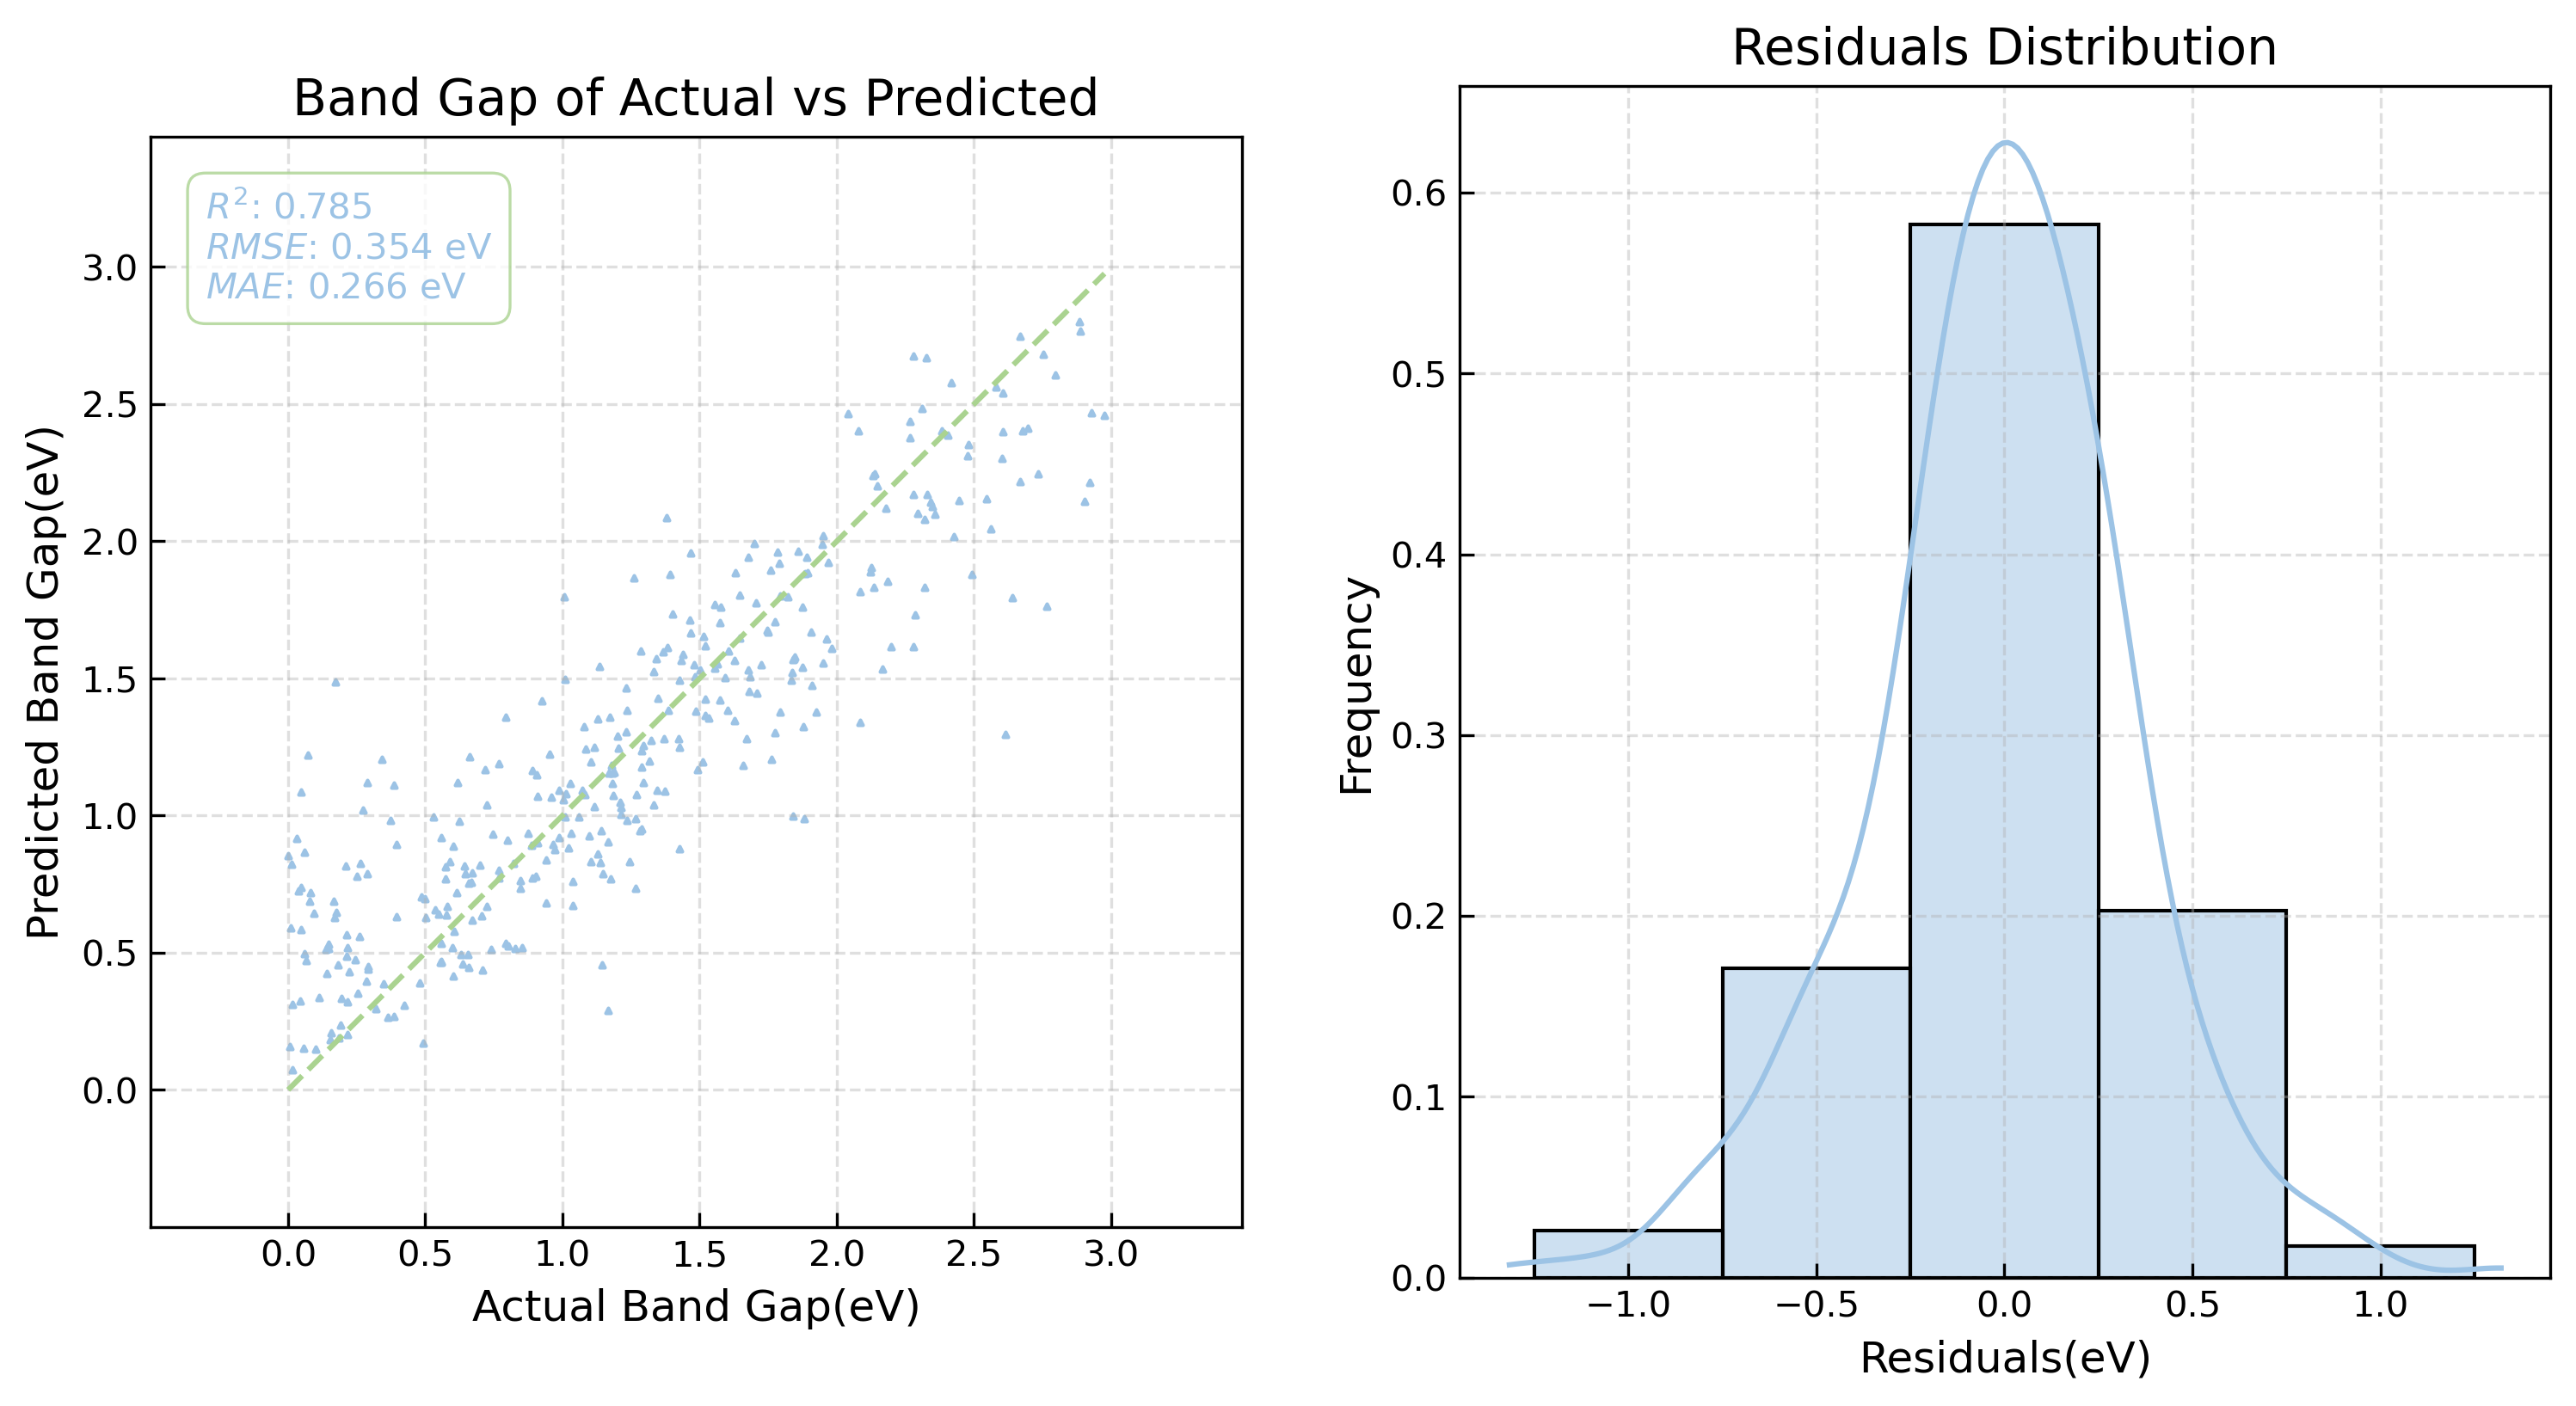 Band Gap of Actual vs Predicted
R²: 0.785
RMSE: 0.354 eV
MAE: 0.266 eV
Predicted Band Gap(eV)
3.0
2.5
2.0
1.5
1.0
0.5
0.0
0.0 0.5 1.0 1.5 2.0 2.5 3.0
Actual Band Gap(eV)
Residuals Distribution
Frequency
0.6
0.5
0.4
0.3
0.2
0.1
0.0
−1.0 −0.5 0.0 0.5 1.0
Residuals(eV)